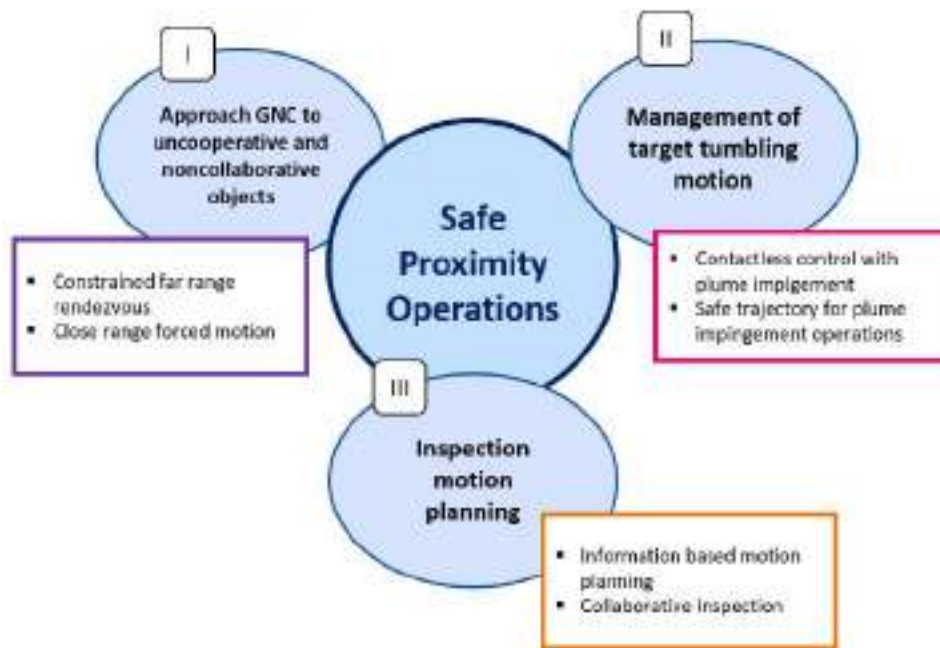 I
Approach GNC to
uncooperative and
noncollaborative
objects
II
Management of
target tumbling
motion
Safe
Proximity
Operations
▪ Constrained far range
rendezvous
▪ Close range forced motion
▪ Contactless control with
plume impigement
▪ Safe trajectory for plume
impingement operations
III
Inspection
motion
planning
▪ Information based motion
planning
▪ Collaborative inspection